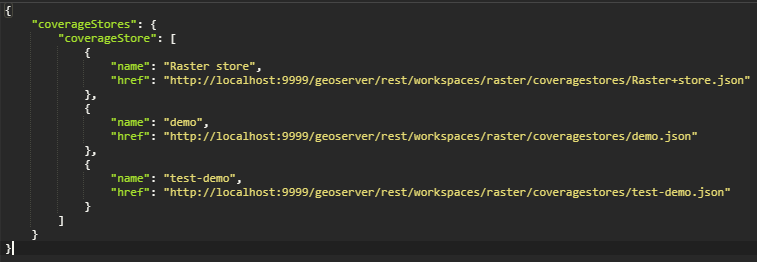 {
    "coverageStores": {
        "coverageStore": [
            {
                "name": "Raster store",
                "href": "http://localhost:9999/geoserver/rest/workspaces/raster/coveragestores/Raster+store.json"
            },
            {
                "name": "demo",
                "href": "http://localhost:9999/geoserver/rest/workspaces/raster/coveragestores/demo.json"
            },
            {
                "name": "test-demo",
                "href": "http://localhost:9999/geoserver/rest/workspaces/raster/coveragestores/test-demo.json"
            }
        ]
    }
}